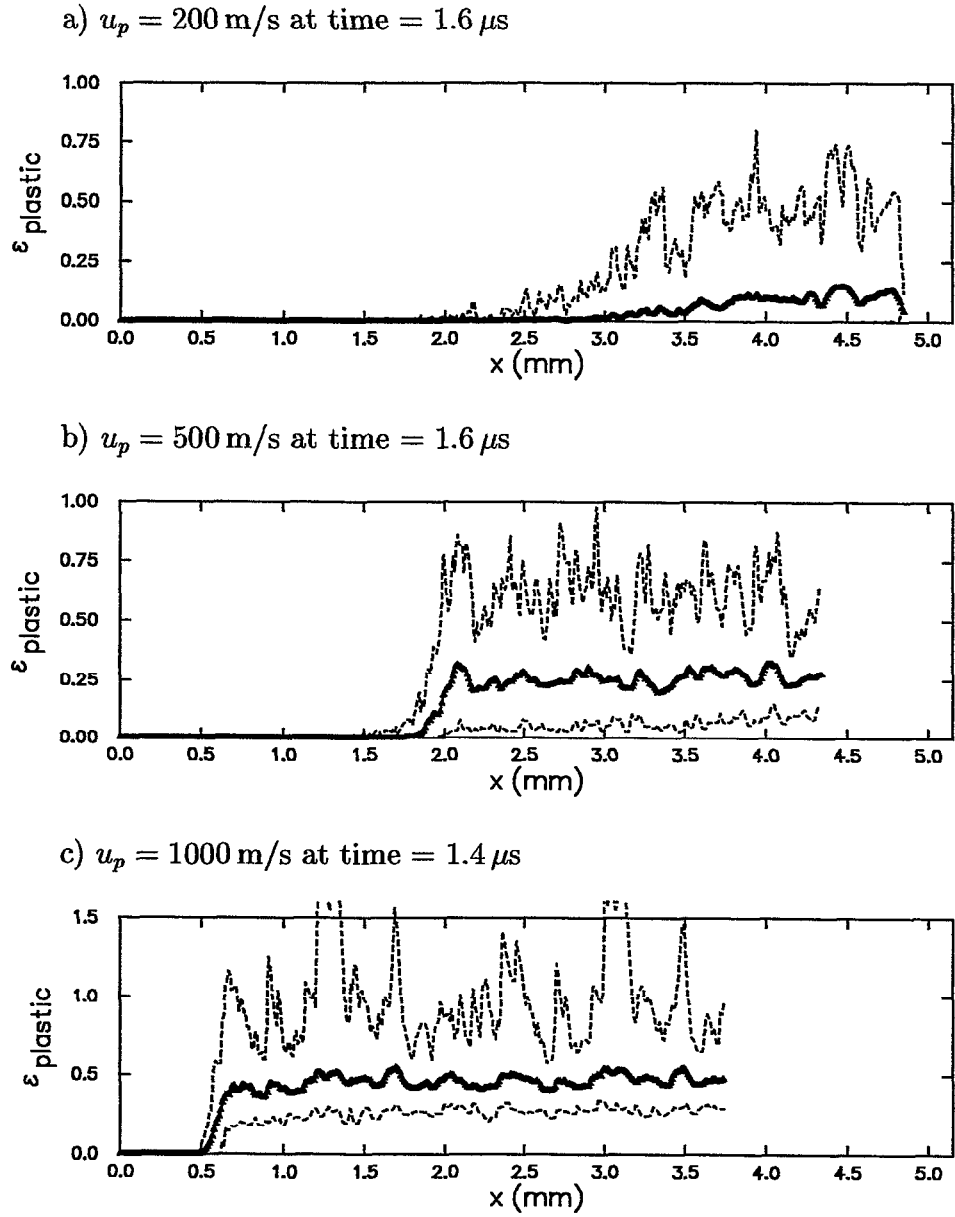 a) u_p = 200 m/s at time = 1.6 μs
1.00
0.75
0.50
0.25
0.00
ε plastic
0.0 0.5 1.0 1.5 2.0 2.5 3.0 3.5 4.0 4.5 5.0
x (mm)
b) u_p = 500 m/s at time = 1.6 μs
1.00
0.75
0.50
0.25
0.00
ε plastic
0.0 0.5 1.0 1.5 2.0 2.5 3.0 3.5 4.0 4.5 5.0
x (mm)
c) u_p = 1000 m/s at time = 1.4 μs
1.5
1.0
0.5
0.0
ε plastic
0.0 0.5 1.0 1.5 2.0 2.5 3.0 3.5 4.0 4.5 5.0
x (mm)